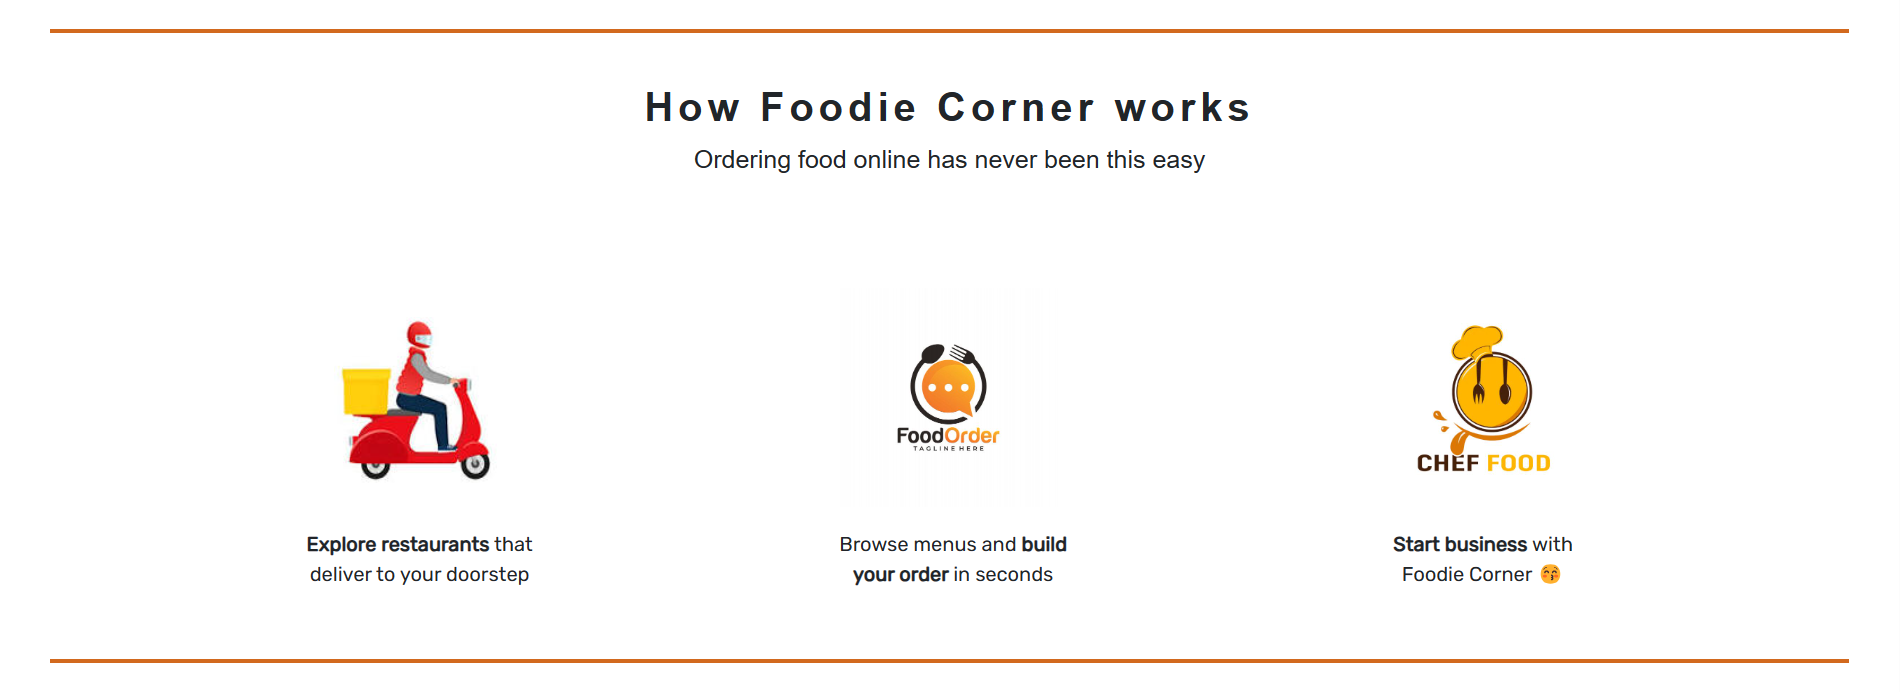 How Foodie Corner works
Ordering food online has never been this easy
FoodOrder
TAGLINE HERE
CHEF FOOD
Explore restaurants that
deliver to your doorstep
Browse menus and build
your order in seconds
Start business with
Foodie Corner 😚